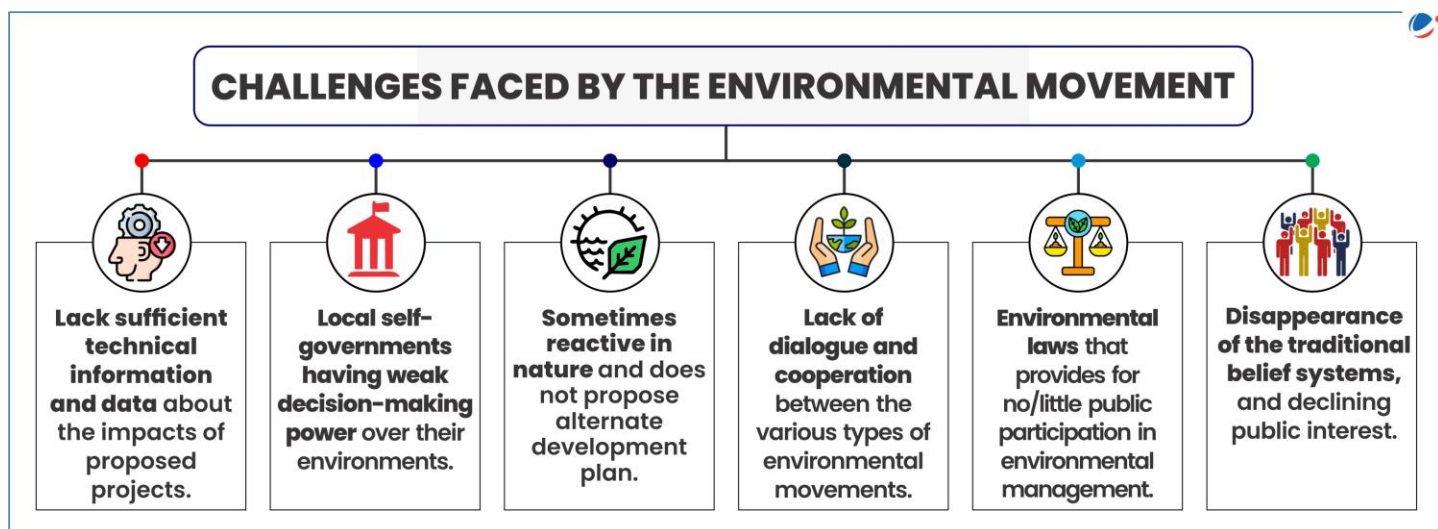 CHALLENGES FACED BY THE ENVIRONMENTAL MOVEMENT
Lack sufficient
technical
information
and data about
the impacts of
proposed
projects.
Local self-
governments
having weak
decision-making
power over their
environments.
Sometimes
reactive in
nature and does
not propose
alternate
development
plan.
Lack of
dialogue and
cooperation
between the
various types of
environmental
movements.
Environmental
laws that
provides for
no/little public
participation in
environmental
management.
Disappearance
of the traditional
belief systems,
and declining
public interest.